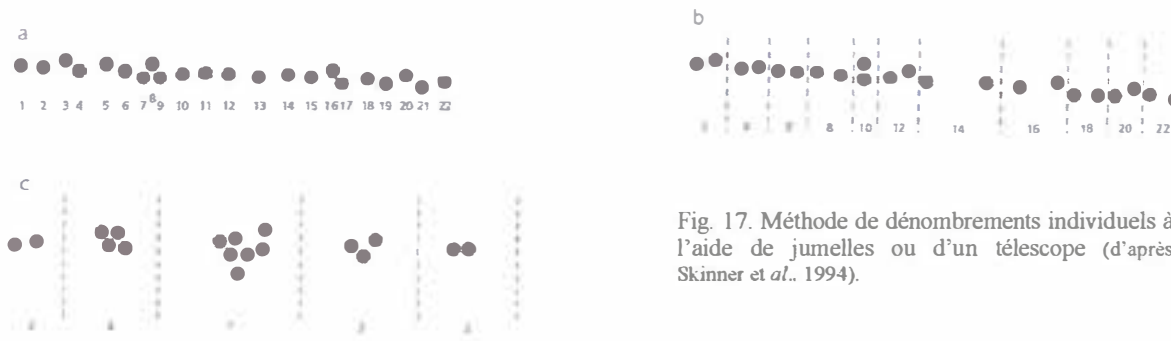 a
1 2 3 4 5 6 7 8 9 10 11 12 13 14 15 16 17 18 19 20 21 22
b
8 10 12 14 16 18 20 22
c
Fig. 17. Méthode de dénombrements individuels à
l'aide de jumelles ou d'un télescope (d'après
Skinner et al.. 1994).